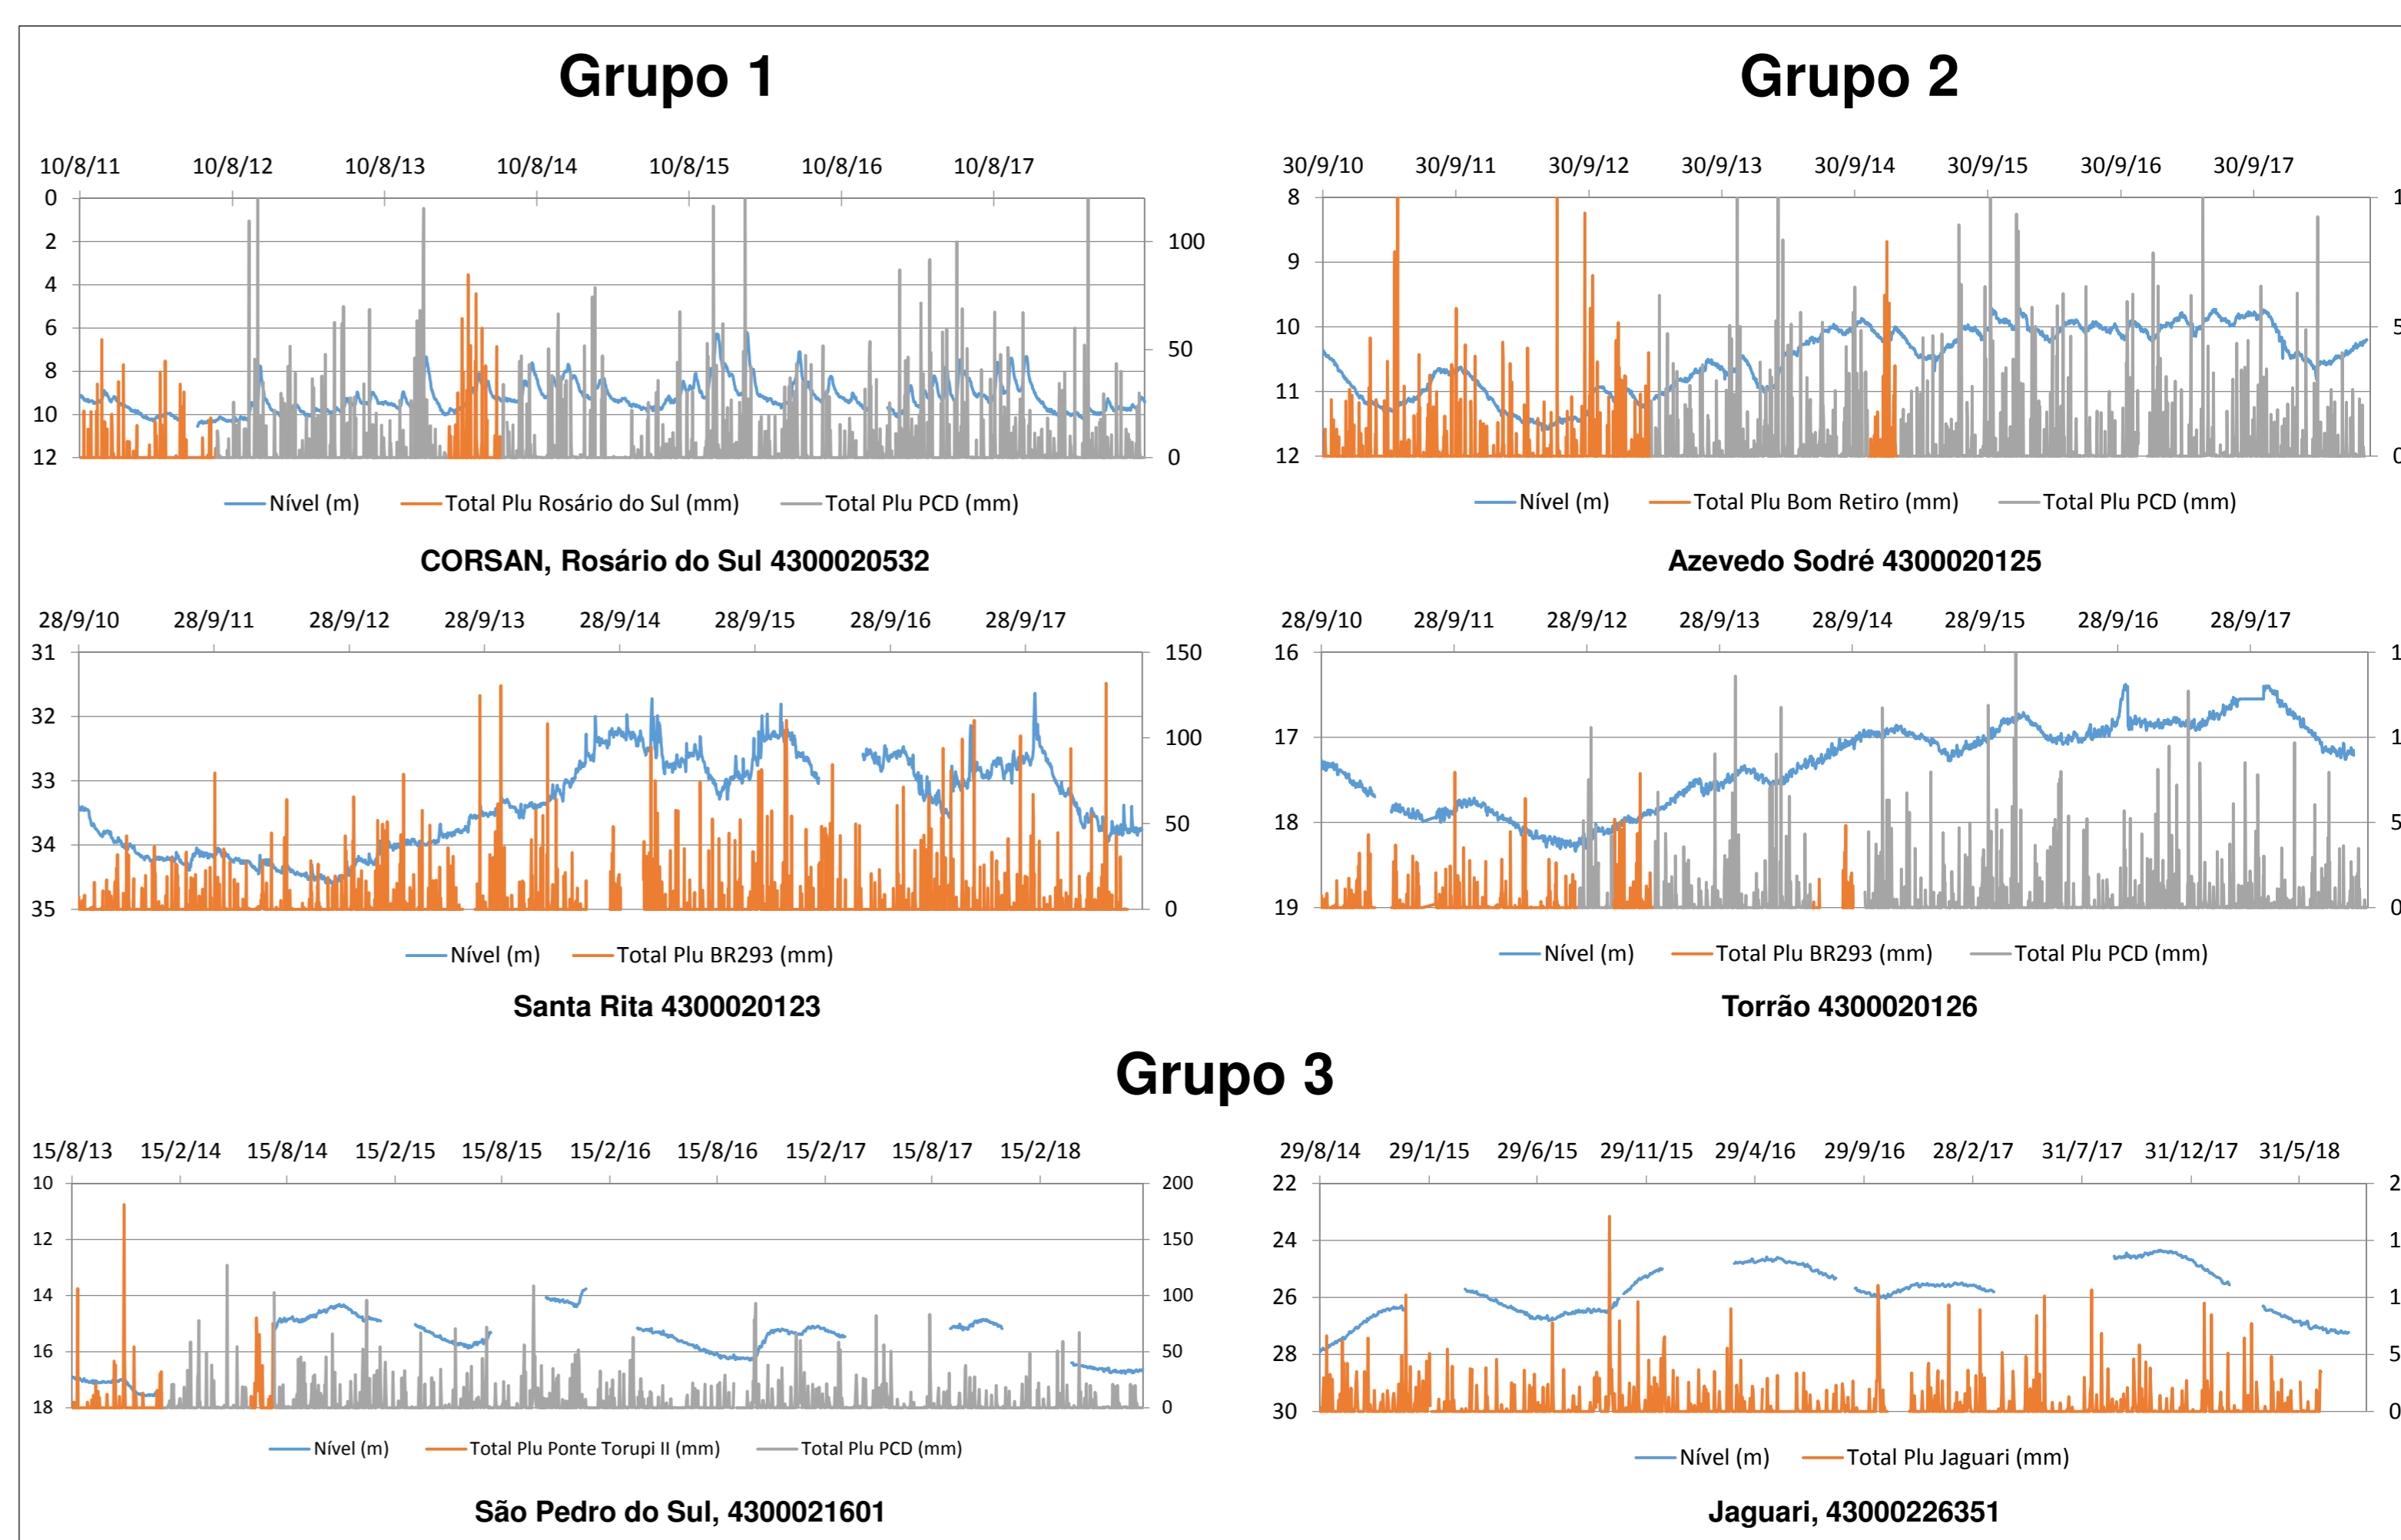 Grupo 1
10/8/11 10/8/12 10/8/13 10/8/14 10/8/15 10/8/16 10/8/17
0
2
4
6
8
10
12
100
50
0
Nível (m) Total Plu Rosário do Sul (mm) Total Plu PCD (mm)
CORSAN, Rosário do Sul 4300020532
28/9/10 28/9/11 28/9/12 28/9/13 28/9/14 28/9/15 28/9/16 28/9/17
31
32
33
34
35
150
100
50
0
Nível (m) Total Plu BR293 (mm)
Santa Rita 4300020123
Grupo 2
30/9/10 30/9/11 30/9/12 30/9/13 30/9/14 30/9/15 30/9/16 30/9/17
8
9
10
11
12
Nível (m) Total Plu Bom Retiro (mm) Total Plu PCD (mm)
Azevedo Sodré 4300020125
28/9/10 28/9/11 28/9/12 28/9/13 28/9/14 28/9/15 28/9/16 28/9/17
16
17
18
19
Nível (m) Total Plu BR293 (mm) Total Plu PCD (mm)
Torrão 4300020126
Grupo 3
15/8/13 15/2/14 15/8/14 15/2/15 15/8/15 15/2/16 15/8/16 15/2/17 15/8/17 15/2/18
10
12
14
16
18
200
150
100
50
0
Nível (m) Total Plu Ponte Torupi II (mm) Total Plu PCD (mm)
São Pedro do Sul, 4300021601
29/8/14 29/1/15 29/6/15 29/11/15 29/4/16 29/9/16 28/2/17 31/7/17 31/12/17 31/5/18
22
24
26
28
30
Nível (m) Total Plu Jaguari (mm)
Jaguari, 43000226351